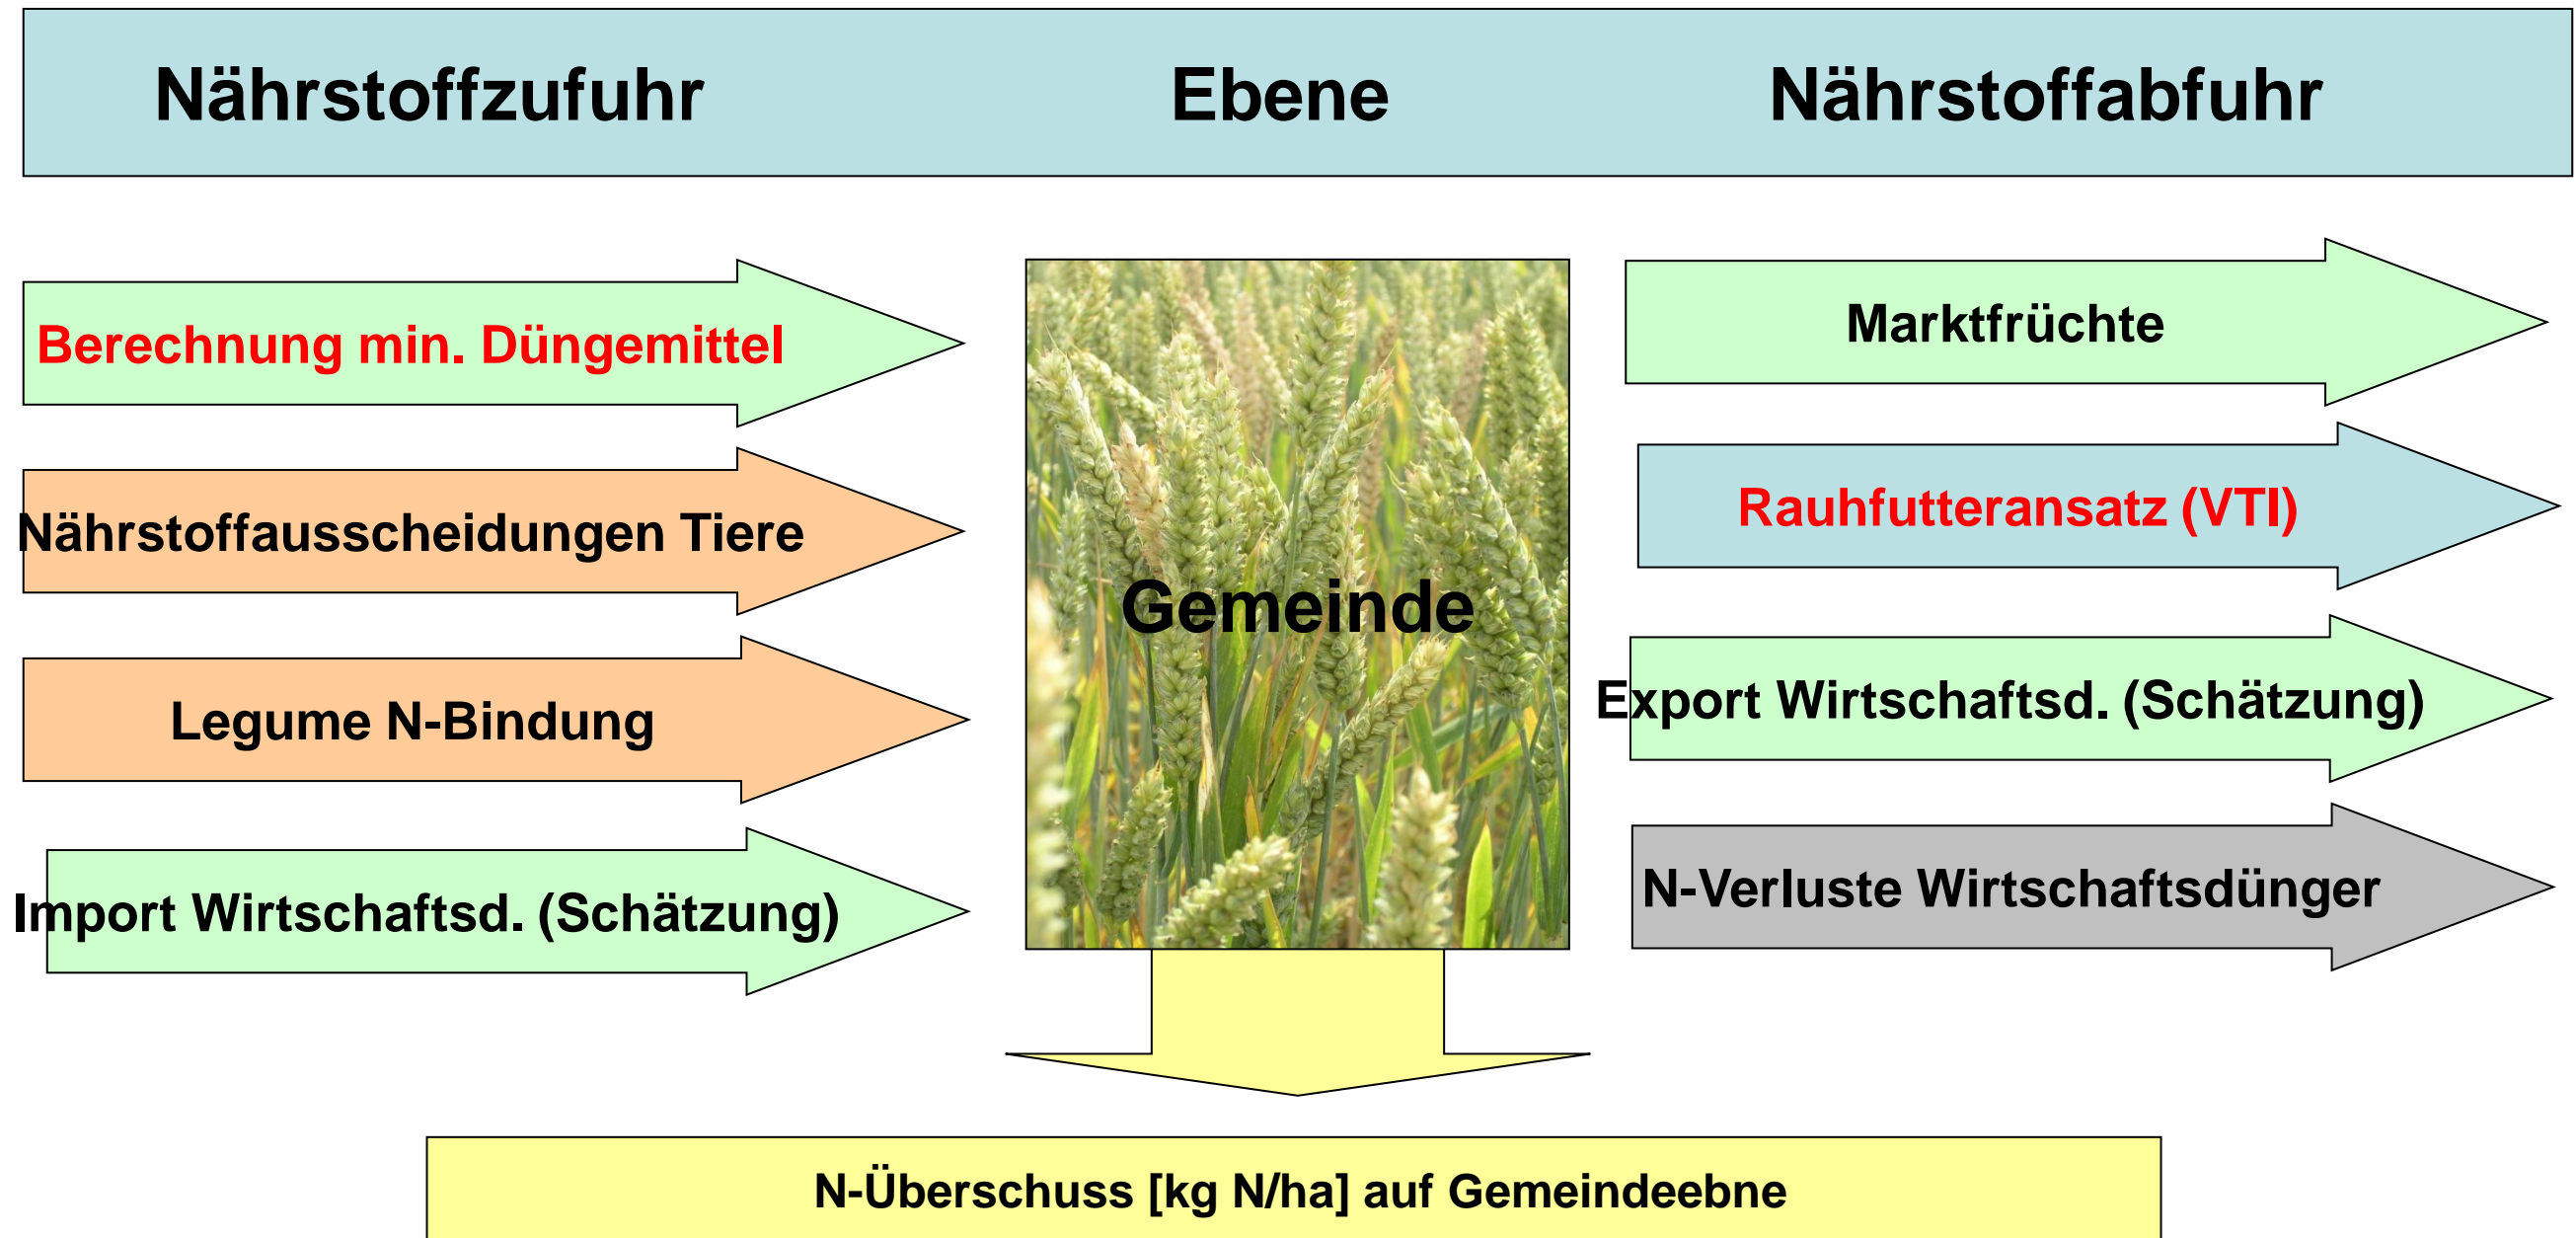 Nährstoffzufuhr Ebene Nährstoffabfuhr
Berechnung min. Düngemittel
Nährstoffausscheidungen Tiere
Legume N-Bindung
Import Wirtschaftsd. (Schätzung)
Gemeinde
Marktfrüchte
Rauhfutteransatz (VTI)
Export Wirtschaftsd. (Schätzung)
N-Verluste Wirtschaftsdünger
N-Überschuss [kg N/ha] auf Gemeindeebne